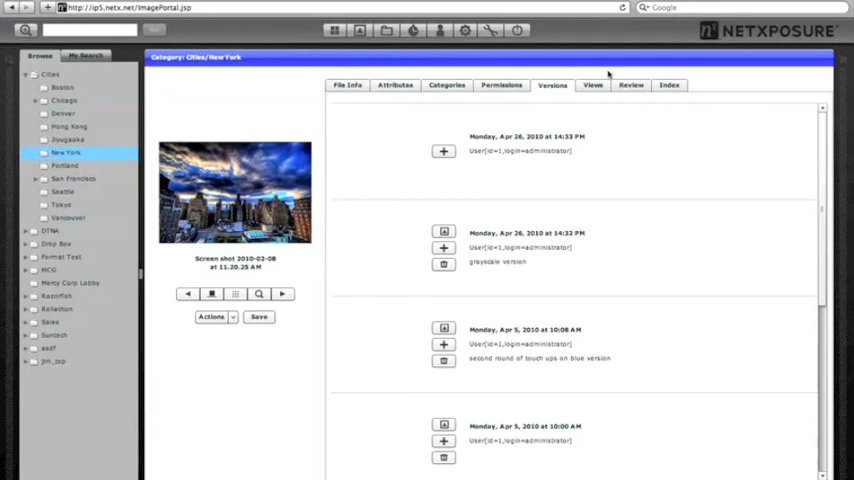 http://ip5.netx.net/ImagePortal.jsp
Google
NETXPOSURE
Browse
My Search
Category: Cities/New York
Cities
Boston
Chicago
Denver
Hong Kong
Jiyugaoka
New York
Portland
San Francisco
Seattle
Tokyo
Vancouver
DTNA
Drop Box
Format Test
MCG
Mercy Corp Lobby
Razorfish
Reliathon
Sales
Suntech
asdf
jim_top
Screen shot 2010-02-08
at 11.20.25 AM
Actions
Save
File Info
Attributes
Categories
Permissions
Versions
Views
Review
Index
Monday, Apr 26, 2010 at 14:33 PM
User[id=1,login=administrator]
Monday, Apr 26, 2010 at 14:32 PM
User[id=1,login=administrator]
grayscale version
Monday, Apr 5, 2010 at 10:08 AM
User[id=1,login=administrator]
second round of touch ups on blue version
Monday, Apr 5, 2010 at 10:00 AM
User[id=1,login=administrator]